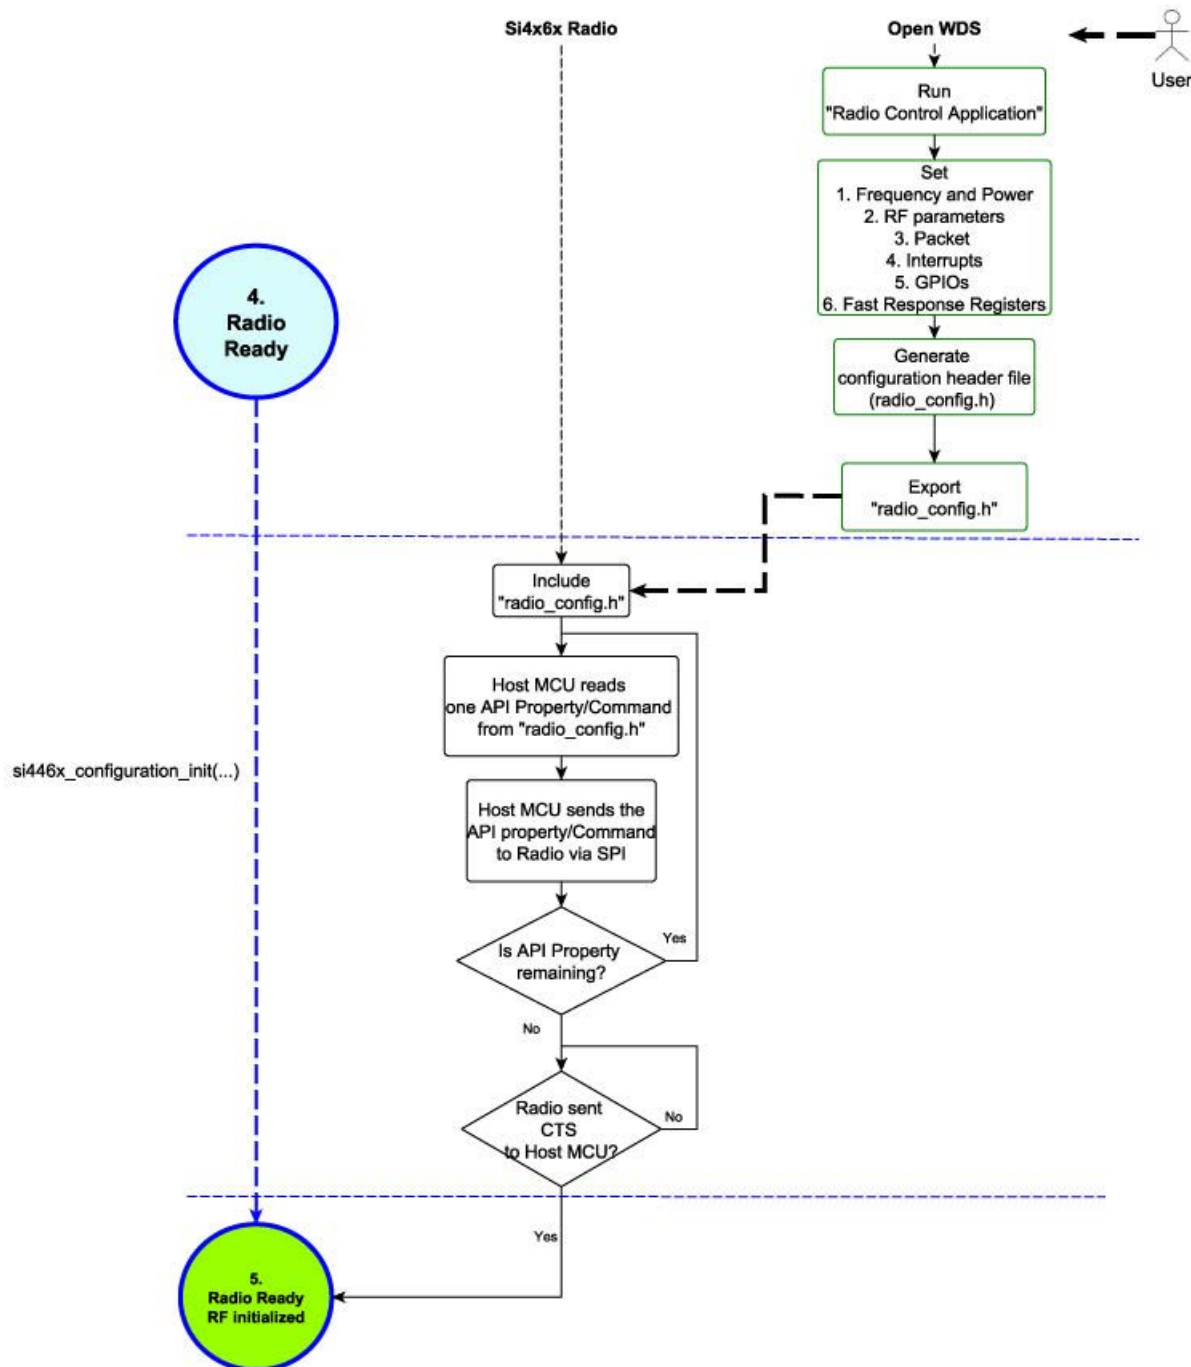 Si4x6x Radio
Open WDS
User
Run
"Radio Control Application"
Set
1. Frequency and Power
2. RF parameters
3. Packet
4. Interrupts
5. GPIOs
6. Fast Response Registers
4.
Radio
Ready
Generate
configuration header file
(radio_config.h)
Export
"radio_config.h"
Include
"radio_config.h"
Host MCU reads
one API Property/Command
from "radio_config.h"
si446x_configuration_init(...)
Host MCU sends the
API property/Command
to Radio via SPI
Is API Property
remaining?
Yes
No
Radio sent
CTS
to Host MCU?
No
Yes
5.
Radio Ready
RF initialized